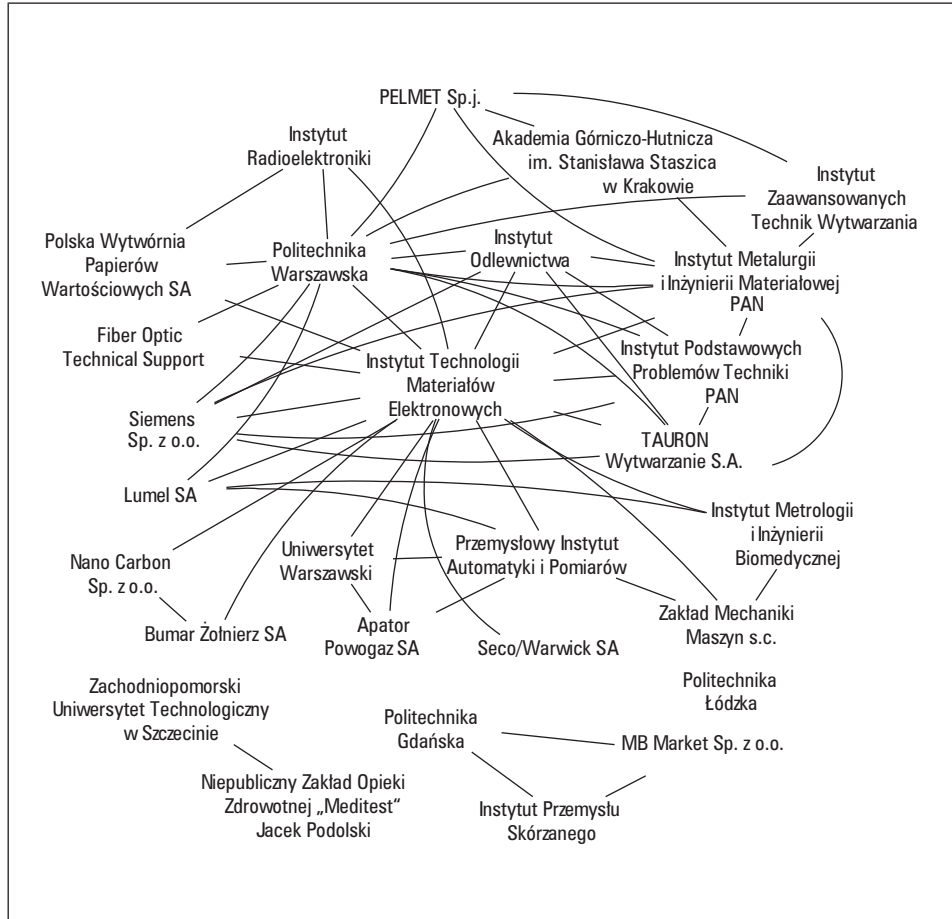 PELMET Sp.j.
Instytut
Radioelektroniki
Akademia Górniczo-Hutnicza
im. Stanisława Staszica
w Krakowie
Instytut
Zaawansowanych
Technik Wytwarzania
Polska Wytwórnia
Papierów
Wartościowych SA
Politechnika
Warszawska
Instytut
Odlewnictwa
Instytut Metalurgii
i Inżynierii Materiałowej
PAN
Fiber Optic
Technical Support
Instytut Technologii
Materiałów
Elektronowych
Instytut Podstawowych
Problemów Techniki
PAN
Siemens
Sp. z o.o.
TAURON
Wytwarzanie S.A.
Lumel SA
Instytut Metrologii
i Inżynierii
Biomedycznej
Nano Carbon
Sp. z o.o.
Uniwersytet
Warszawski
Przemysłowy Instytut
Automatyki i Pomiarów
Bumar Żołnierz SA
Apator
Powogaz SA
Seco/Warwick SA
Zakład Mechaniki
Maszyn s.c.
Zachodniopomorski
Uniwersytet Technologiczny
w Szczecinie
Politechnika
Łódzka
Politechnika
Gdańska
MB Market Sp. z o.o.
Niepubliczny Zakład Opieki
Zdrowotnej „Meditest“
Jacek Podolski
Instytut Przemysłu
Skórzanego